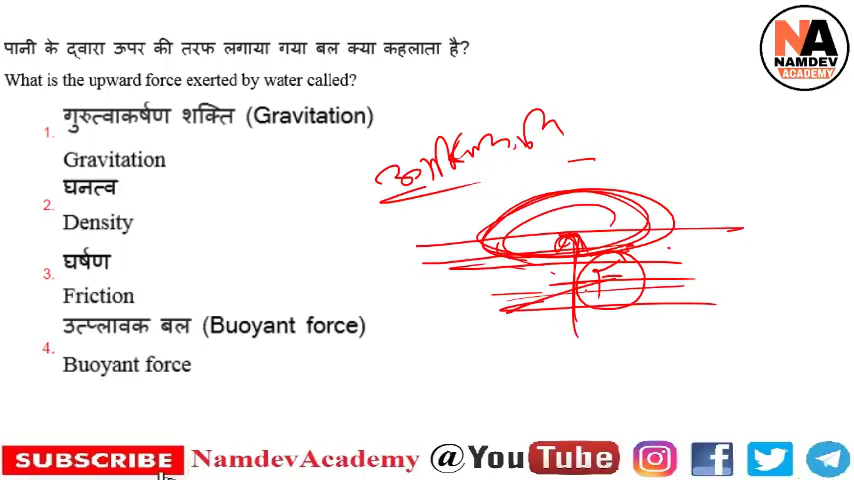 पानी के द्वारा ऊपर की तरफ लगाया गया बल क्या कहलाता है?
What is the upward force exerted by water called?
1. गुरुत्वाकर्षण शक्ति (Gravitation)
Gravitation
2. घनत्व
Density
3. घर्षण
Friction
4. उत्प्लावक बल (Buoyant force)
Buoyant force
F
NA
NAMDEV
ACADEMY
SUBSCRIBE NamdevAcademy @YouTube